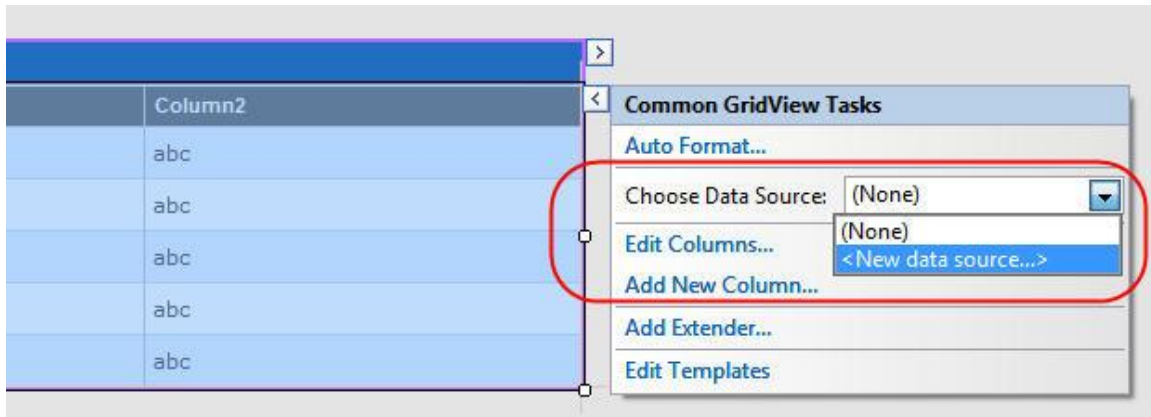 Column2
abc
abc
abc
abc
abc
Common GridView Tasks
Auto Format...
Choose Data Source: (None)
(None)
<New data source...>
Edit Columns...
Add New Column...
Add Extender...
Edit Templates